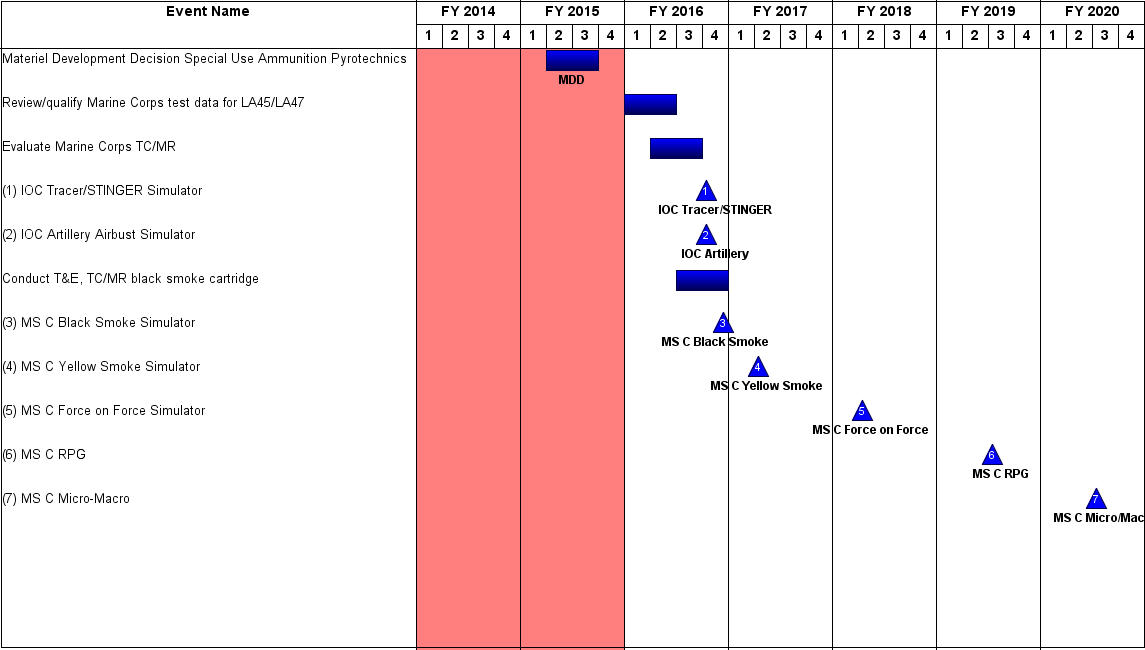 Event Name FY 2014 FY 2015 FY 2016 FY 2017 FY 2018 FY 2019 FY 2020
1 2 3 4 1 2 3 4 1 2 3 4 1 2 3 4 1 2 3 4 1 2 3 4 1 2 3 4
Materiel Development Decision Special Use Ammunition Pyrotechnics
MDD
Review/qualify Marine Corps test data for LA45/LA47
Evaluate Marine Corps TC/MR
(1) IOC Tracer/STINGER Simulator 1
IOC Tracer/STINGER
(2) IOC Artillery Airbust Simulator 2
IOC Artillery
Conduct T&E, TC/MR black smoke cartridge
(3) MS C Black Smoke Simulator 3
MS C Black Smoke
(4) MS C Yellow Smoke Simulator 4
MS C Yellow Smoke
(5) MS C Force on Force Simulator 5
MS C Force on Force
(6) MS C RPG 6
MS C RPG
(7) MS C Micro-Macro 7
MS C Micro/Mac